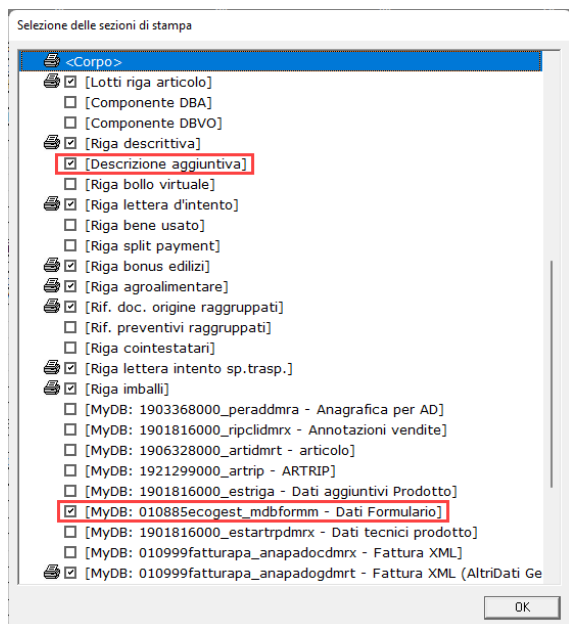 Selezione delle sezioni di stampa
<Corpo>
[Lotti riga articolo]
[Componente DBA]
[Componente DBVO]
[Riga descrittiva]
[Descrizione aggiuntiva]
[Riga bollo virtuale]
[Riga lettera d'intento]
[Riga bene usato]
[Riga split payment]
[Riga bonus edilizi]
[Riga agroalimentare]
[Rif. doc. origine raggruppati]
[Rif. preventivi raggruppati]
[Riga cointestatari]
[Riga lettera intento sp.trasp.]
[Riga imballi]
[MyDB: 1903368000_peraddmra - Anagrafica per AD]
[MyDB: 1901816000_ripclidmrx - Annotazioni vendite]
[MyDB: 1906328000_artidmrt - articolo]
[MyDB: 1921299000_artrip - ARTRIP]
[MyDB: 1901816000_estriga - Dati aggiuntivi Prodotto]
[MyDB: 010885ecogest_mdbformm - Dati Formulario]
[MyDB: 1901816000_estartrpdmrx - Dati tecnici prodotto]
[MyDB: 010999fatturapa_anapadocdmrx - Fattura XML]
[MyDB: 010999fatturapa_anapadogdmrt - Fattura XML (AltriDati Ge
OK